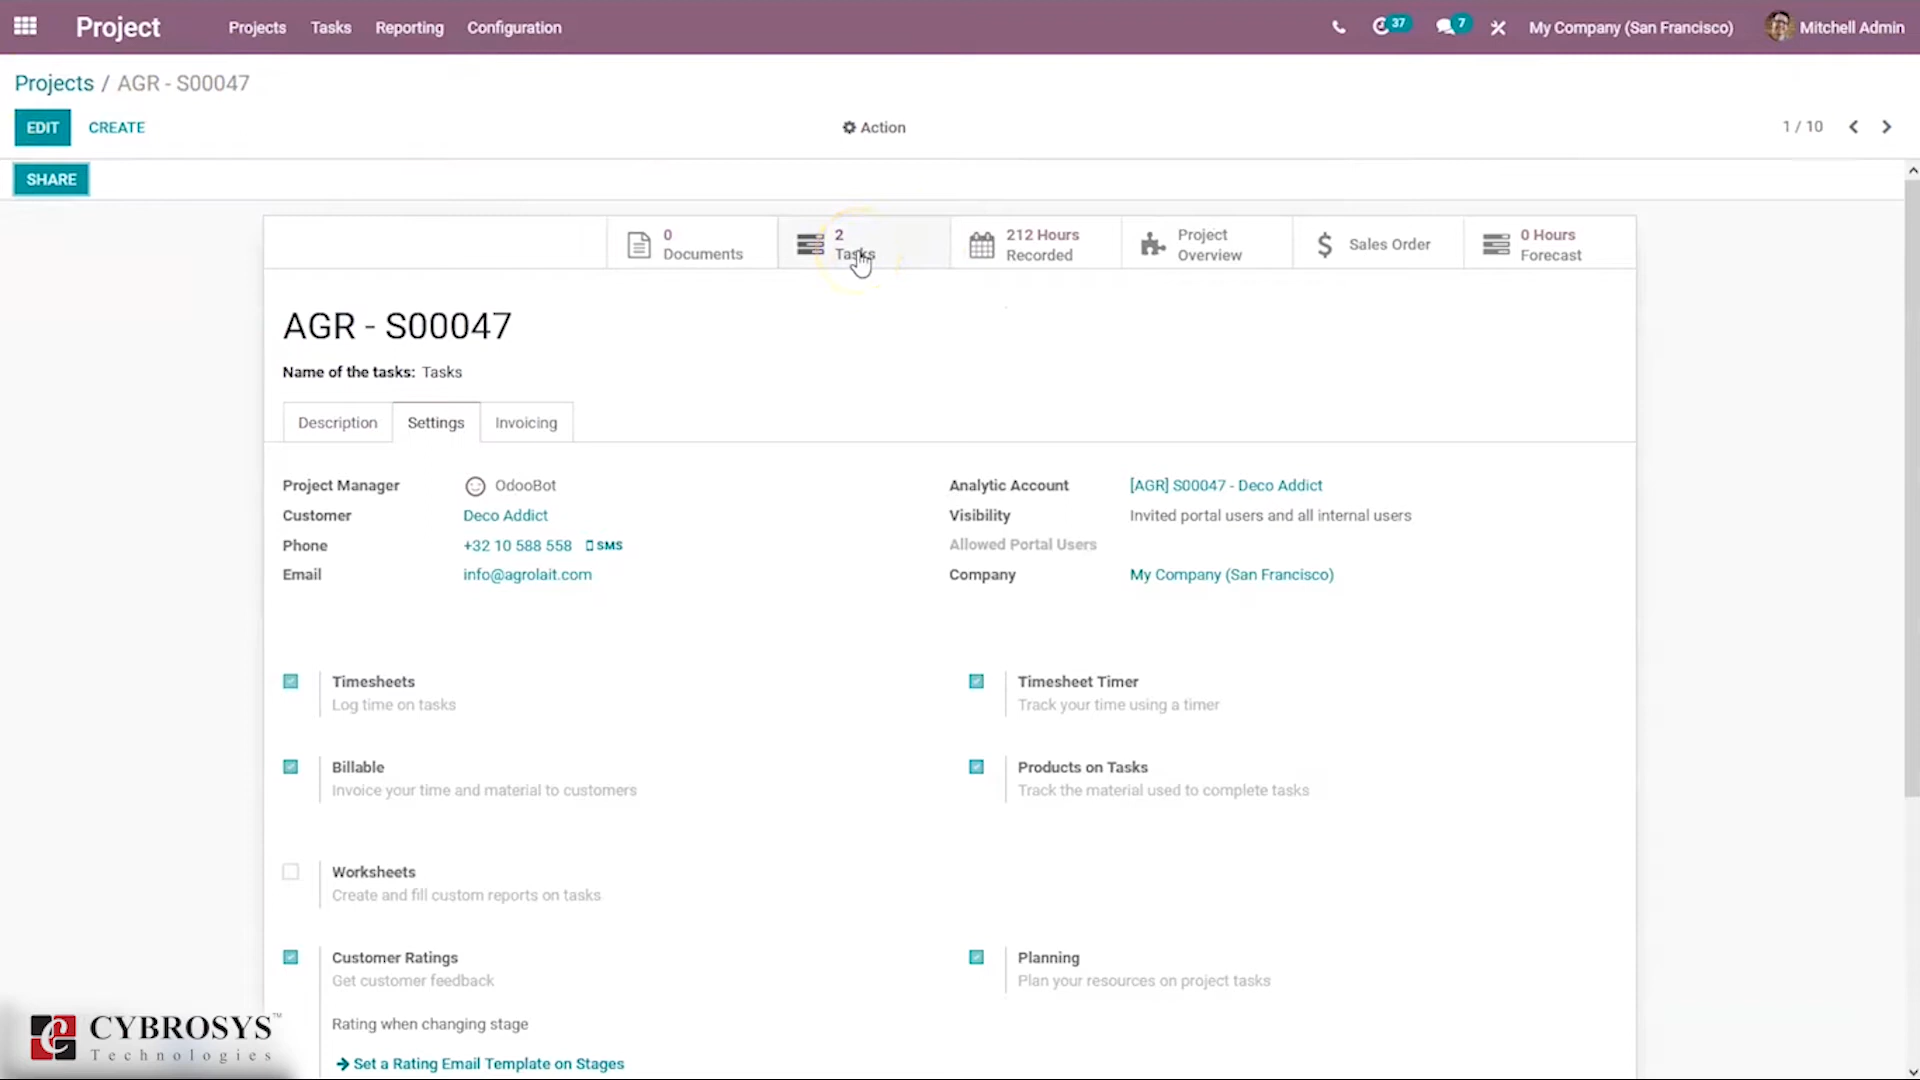 Project
Projects
Tasks
Reporting
Configuration
37
7
My Company (San Francisco)
Mitchell Admin
Projects / AGR - S00047
EDIT
CREATE
Action
1 / 10
SHARE
0
Documents
2
Tasks
212 Hours
Recorded
Project
Overview
Sales Order
0 Hours
Forecast
AGR - S00047
Name of the tasks: Tasks
Description
Settings
Invoicing
Project Manager
OdooBot
Customer
Deco Addict
Phone
+32 10 588 558
SMS
Email
info@agrolait.com
Analytic Account
[AGR] S00047 - Deco Addict
Visibility
Invited portal users and all internal users
Allowed Portal Users
Company
My Company (San Francisco)
Timesheets
Log time on tasks
Timesheet Timer
Track your time using a timer
Billable
Invoice your time and material to customers
Products on Tasks
Track the material used to complete tasks
Worksheets
Create and fill custom reports on tasks
Customer Ratings
Get customer feedback
Planning
Plan your resources on project tasks
Rating when changing stage
Set a Rating Email Template on Stages
CYBROSYS™
Technologies